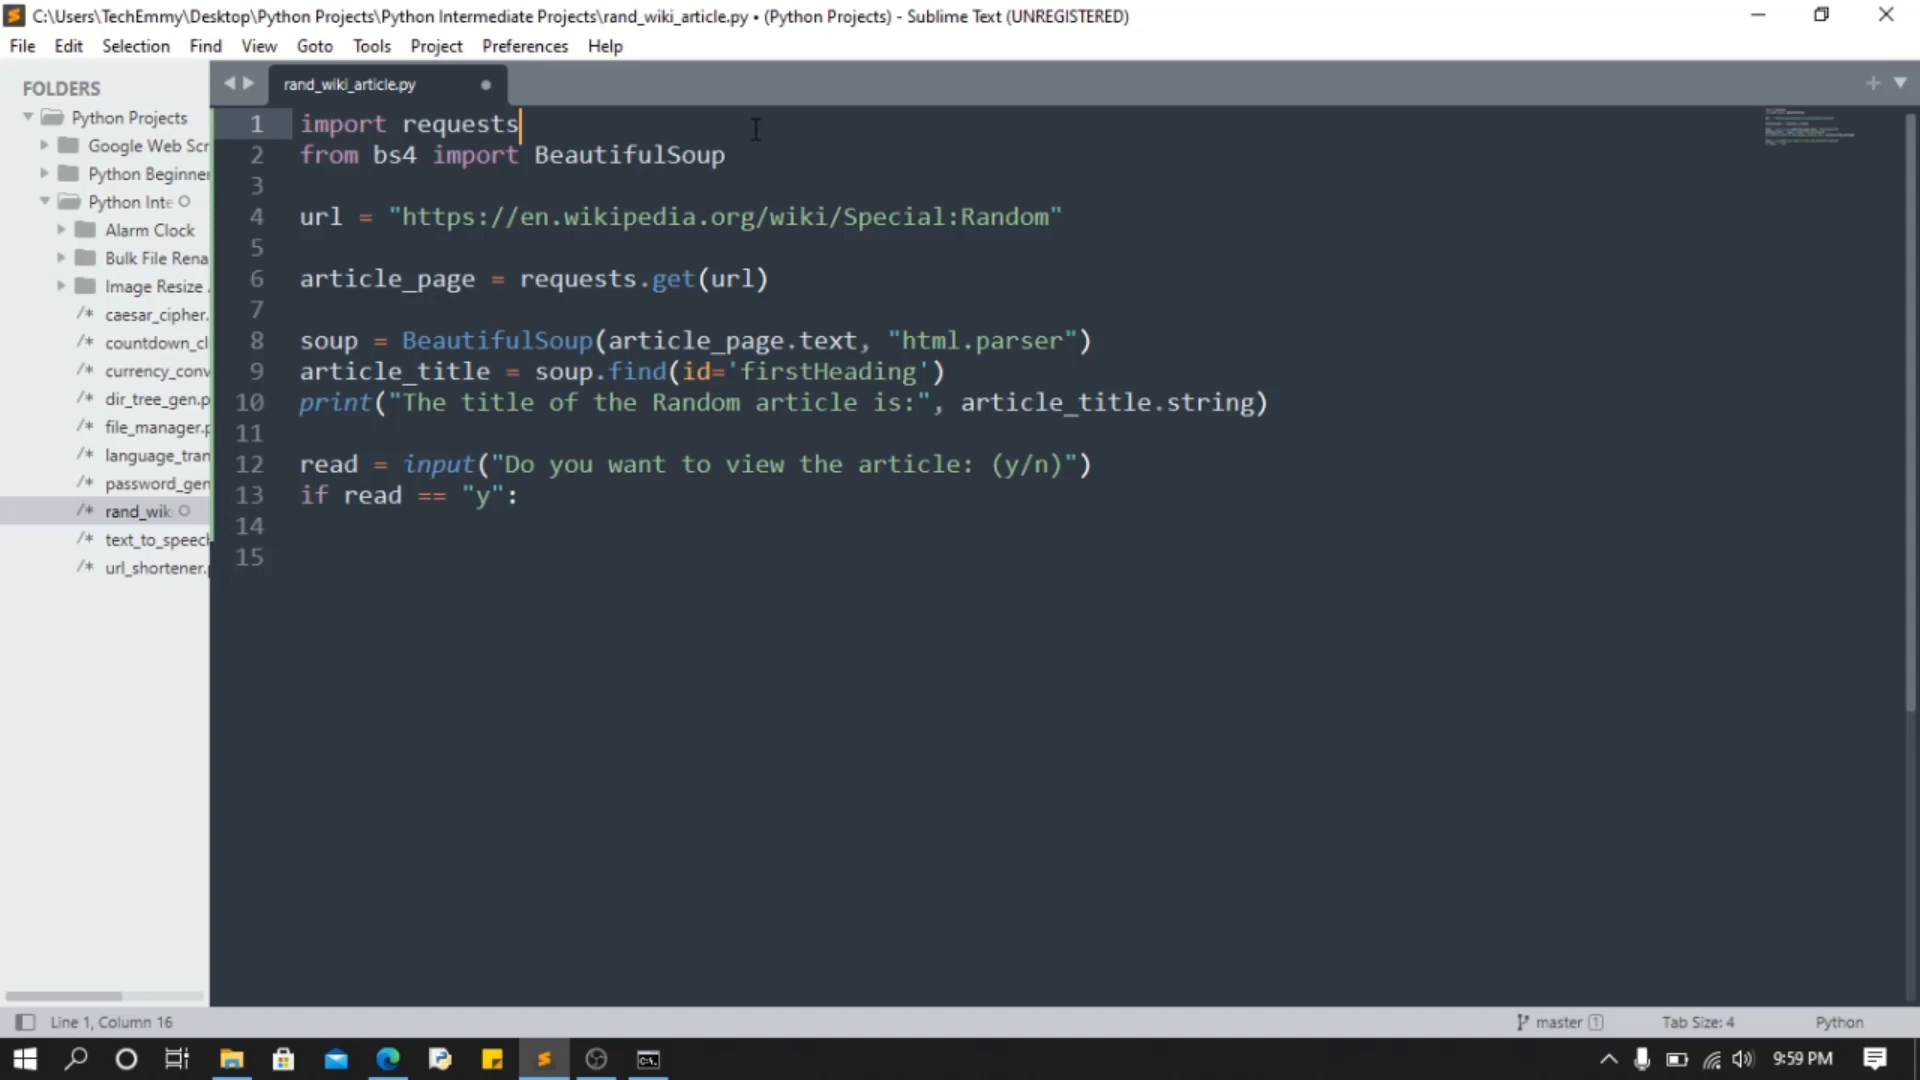 C:\Users\TechEmmy\Desktop\Python Projects\Python Intermediate Projects\rand_wiki_article.py • (Python Projects) - Sublime Text (UNREGISTERED)
File Edit Selection Find View Goto Tools Project Preferences Help
FOLDERS
Python Projects
Google Web Scr
Python Beginner
Python Inte
Alarm Clock
Bulk File Rena
Image Resize
/* caesar_cipher.
/* countdown_cl
/* currency_conv
/* dir_tree_gen.p
/* file_manager.p
/* language_tran
/* password_gen
/* rand_wik
/* text_to_speech
/* url_shortener.p
rand_wiki_article.py
1 import requests
2 from bs4 import BeautifulSoup
3
4 url = "https://en.wikipedia.org/wiki/Special:Random"
5
6 article_page = requests.get(url)
7
8 soup = BeautifulSoup(article_page.text, "html.parser")
9 article_title = soup.find(id='firstHeading')
10 print("The title of the Random article is:", article_title.string)
11
12 read = input("Do you want to view the article: (y/n)")
13 if read == "y":
14
15
Line 1, Column 16
master 1
Tab Size: 4
Python
9:59 PM